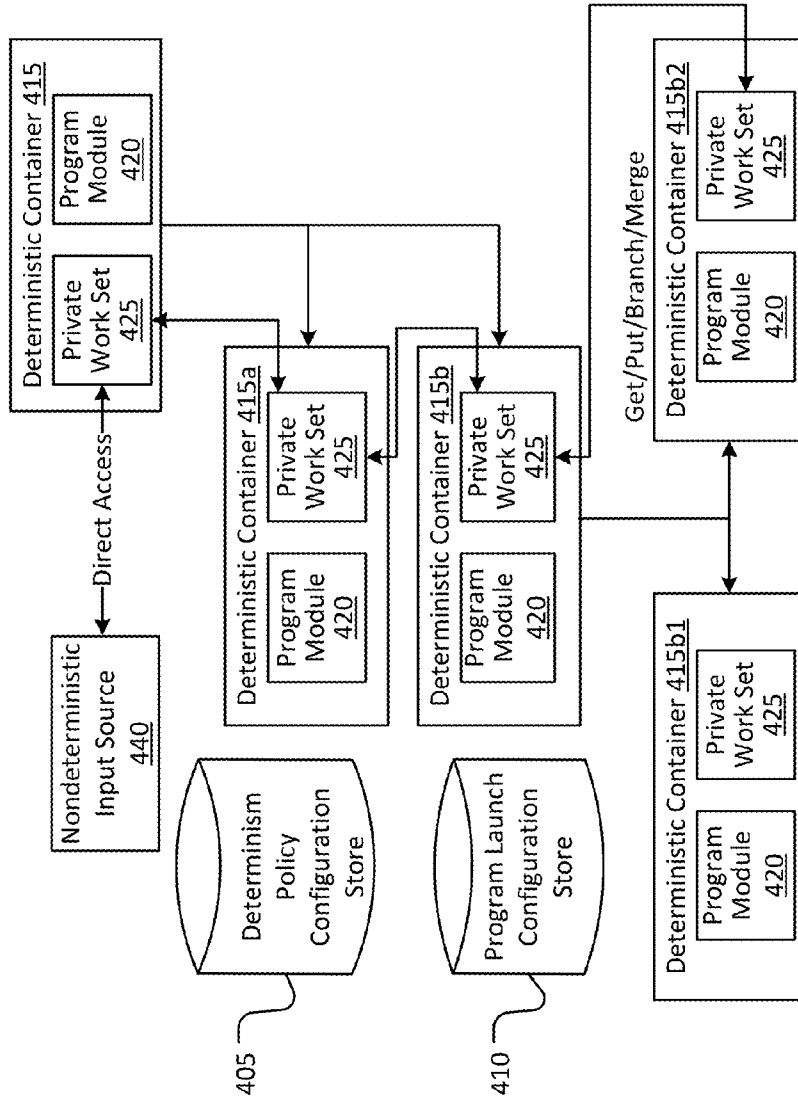 Nondeterministic
Input Source
440
Direct Access
Deterministic Container 415
Private
Work Set
425
Program
Module
420
405
Determinism
Policy
Configuration
Store
Deterministic Container 415a
Program
Module
420
Private
Work Set
425
410
Program Launch
Configuration
Store
Deterministic Container 415b
Program
Module
420
Private
Work Set
425
Get/Put/Branch/Merge
Deterministic Container 415b1
Program
Module
420
Private
Work Set
425
Deterministic Container 415b2
Program
Module
420
Private
Work Set
425